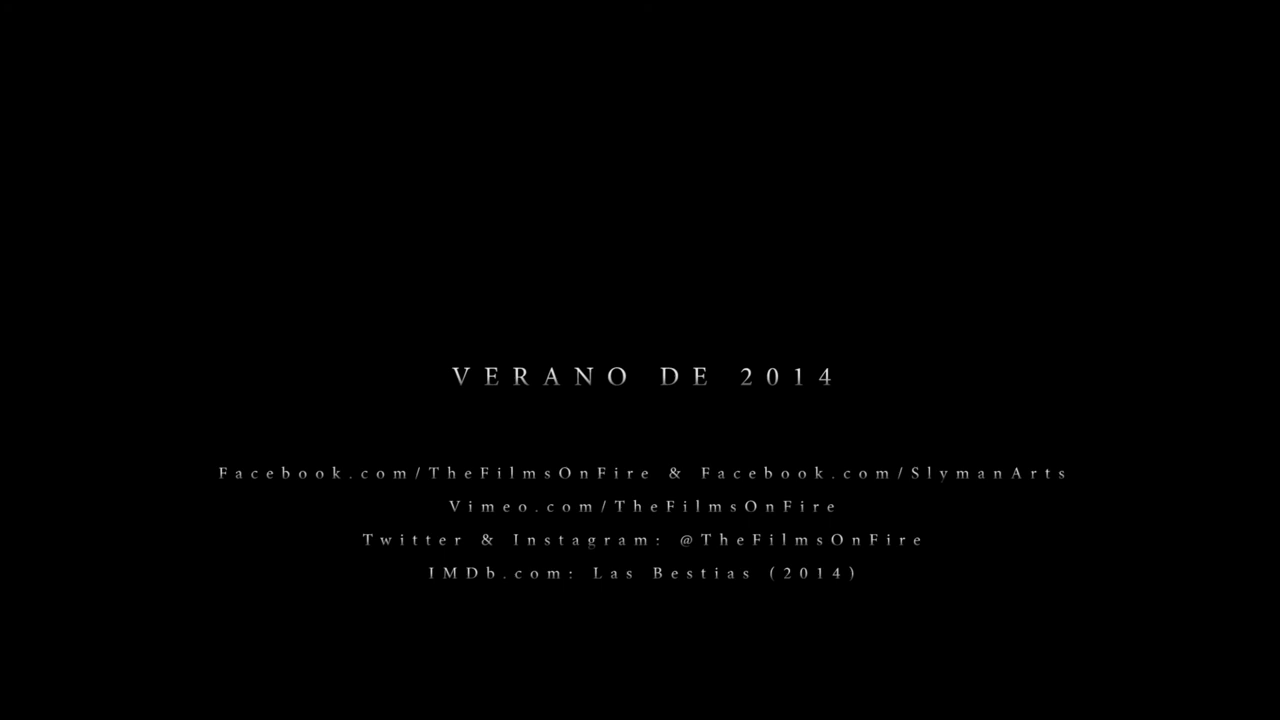 VERANO DE 2014
Facebook.com/TheFilmsOnFire & Facebook.com/SlymanArts
Vimeo.com/TheFilmsOnFire
Twitter & Instagram: @TheFilmsOnFire
IMDb.com: Las Bestias (2014)